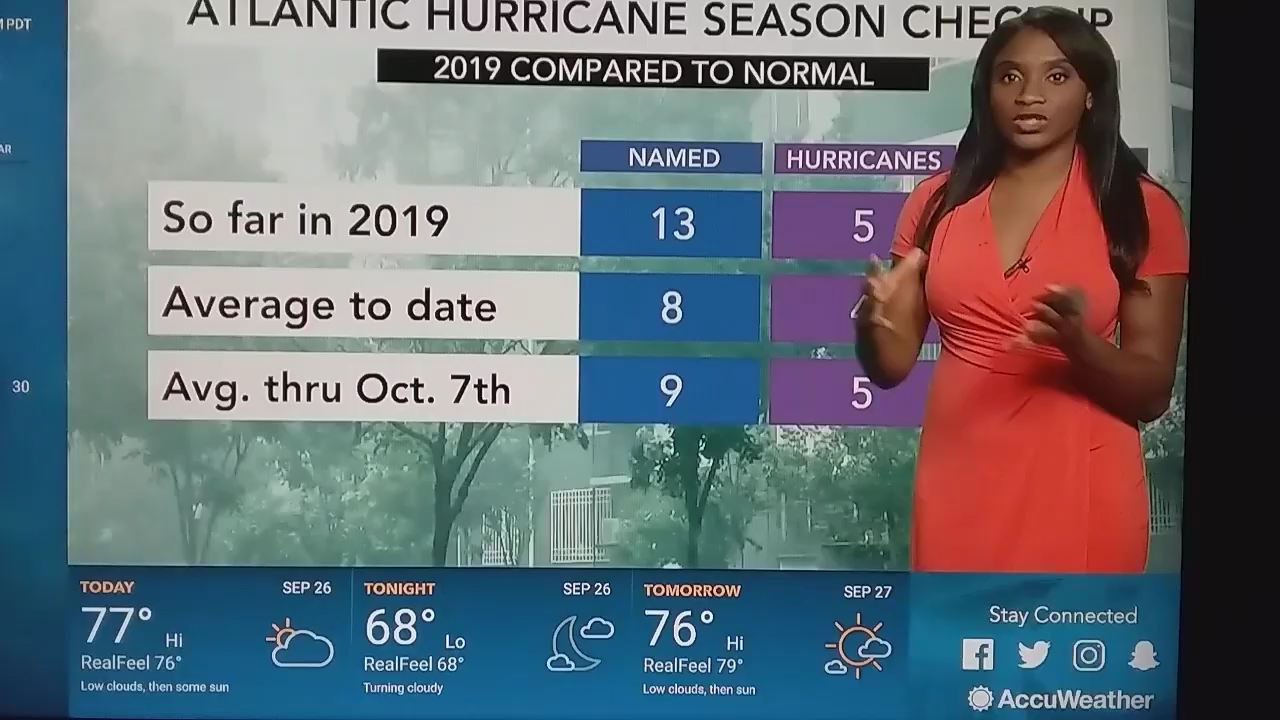 PDT
ATLANTIC HURRICANE SEASON
2019 COMPARED TO NORMAL
AR
NAMED HURRICANES
So far in 2019 13 5
Average to date 8
Avg. thru Oct. 7th 9 5
30
TODAY SEP 26
77° Hi
RealFeel 76°
Low clouds, then some sun
TONIGHT SEP 26
68° Lo
RealFeel 68°
Turning cloudy
TOMORROW SEP 27
76° Hi
RealFeel 79°
Low clouds, then sun
Stay Connected
AccuWeather